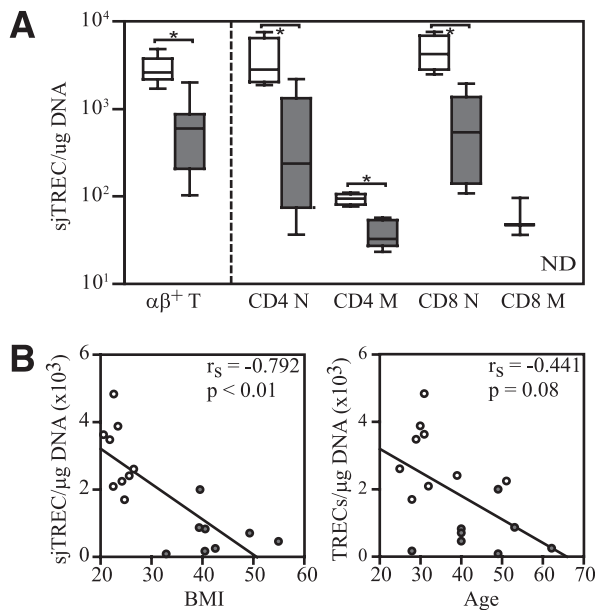 A
sjTREC/ug DNA
10⁴
10³
10²
10¹
*
*
*
*
ND
αβ⁺ T
CD4 N
CD4 M
CD8 N
CD8 M
B
sjTREC/µg DNA (x10³)
6
4
2
0
rₛ = -0.792
p < 0.01
20 30 40 50 60
BMI
TRECs/µg DNA (x10³)
6
4
2
0
rₛ = -0.441
p = 0.08
20 30 40 50 60 70
Age